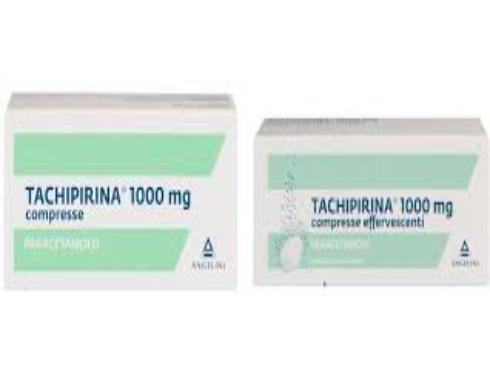 TACHIPIRINA® 1000 mg
compresse
PARACETAMOLO
ANGELINI
TACHIPIRINA® 1000 mg
compresse effervescenti
PARACETAMOLO
ANGELINI